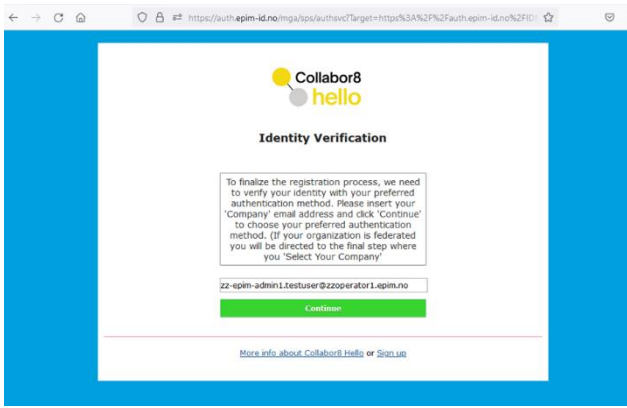 https://auth.epim-id.no/mga/sps/authsvc?Target=https%3A%2F%2Fauth.epim-id.no%2FID
Collabor8
hello
Identity Verification
To finalize the registration process, we need
to verify your identity with your preferred
authentication method. Please insert your
'Company' email address and click 'Continue'
to choose your preferred authentication
method. (If your organization is federated
you will be directed to the final step where
you 'Select Your Company'
zz-epim-admin1.testuser@zzoperator1.epim.no
Continue
More info about Collabor8 Hello or Sign up